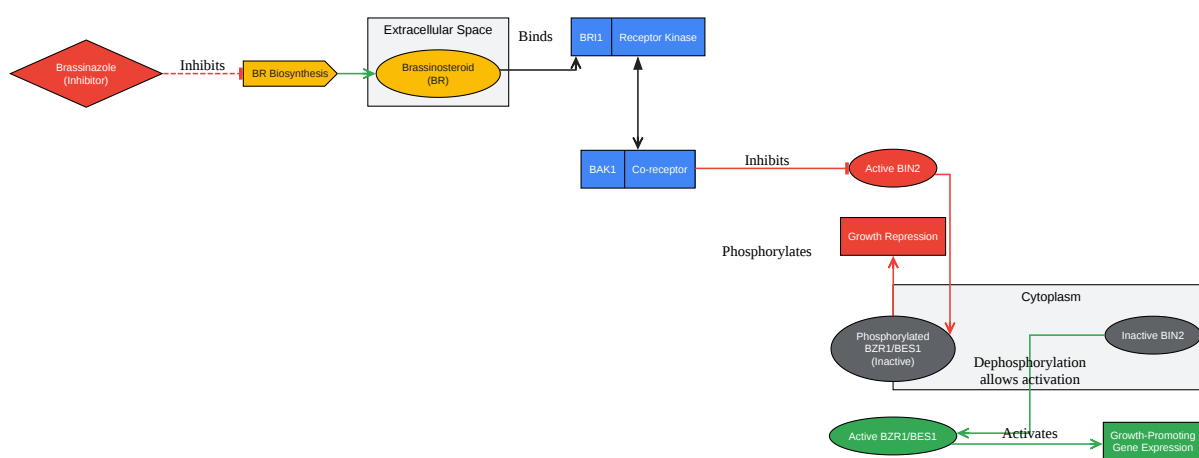 Brassinazole
(Inhibitor)
Inhibits
BR Biosynthesis
Extracellular Space
Brassinosteroid
(BR)
Binds
BRI1
Receptor Kinase
BAK1
Co-receptor
Inhibits
Active BIN2
Growth Repression
Phosphorylates
Cytoplasm
Phosphorylated
BZR1/BES1
(Inactive)
Inactive BIN2
Dephosphorylation
allows activation
Active BZR1/BES1
Activates
Growth-Promoting
Gene Expression